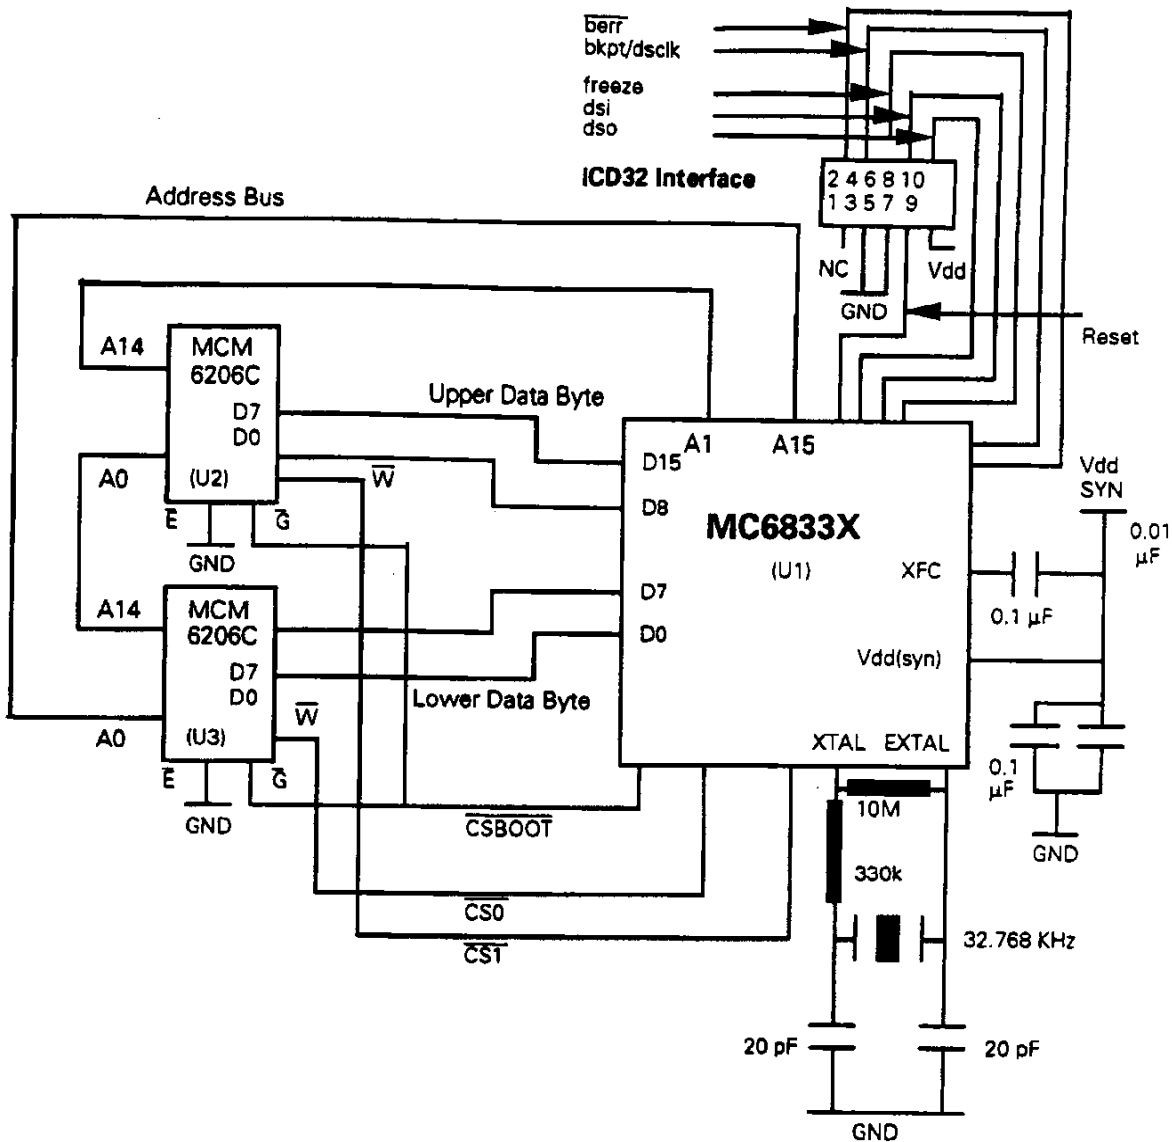 berr
bkpt/dsclk
freeze
dsi
dso
ICD32 Interface
2 4 6 8 10
1 3 5 7 9
NC
Vdd
GND
Reset
Address Bus
A14
MCM
6206C
D7
D0
A0
(U2)
E
G
W
GND
Upper Data Byte
A14
MCM
6206C
D7
D0
A0
(U3)
E
G
W
GND
Lower Data Byte
A1
A15
D15
D8
MC6833X
(U1)
XFC
D7
D0
Vdd(syn)
XTAL
EXTAL
Vdd
SYN
0.01
µF
0.1 µF
0.1
µF
GND
CSBOOT
CS0
CS1
10M
330k
32.768 KHz
20 pF
20 pF
GND